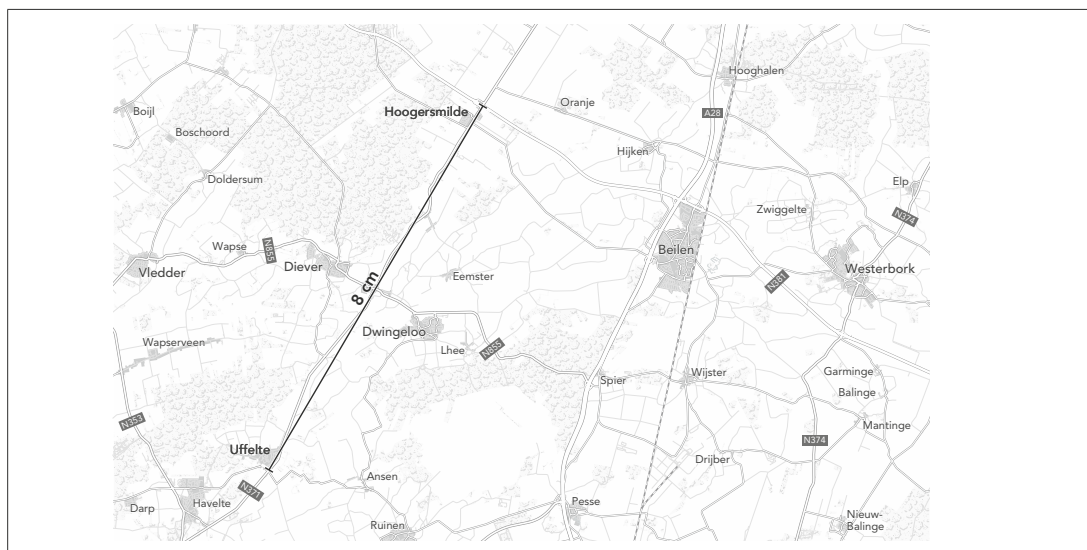 Hooghalen
Hoogersmilde
Oranje
Boijl
A28
Boschoord
Hijken
Doldersum
Elp
Zwiggelte
N374
Wapse
N855
Beilen
Vledder
Diever
Eemster
Westerbork
N381
8 cm
Dwingeloo
Wapserveen
Lhee
N855
Spier
Wijster
Garminge
Balinge
N353
Mantinge
N374
Uffelte
Drijber
Ansen
N371
Darp
Havelte
Pesse
Ruinen
Nieuw-
Balinge